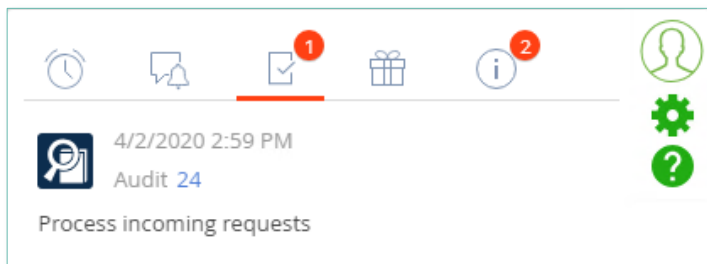 1
2
4/2/2020 2:59 PM
Audit 24
Process incoming requests